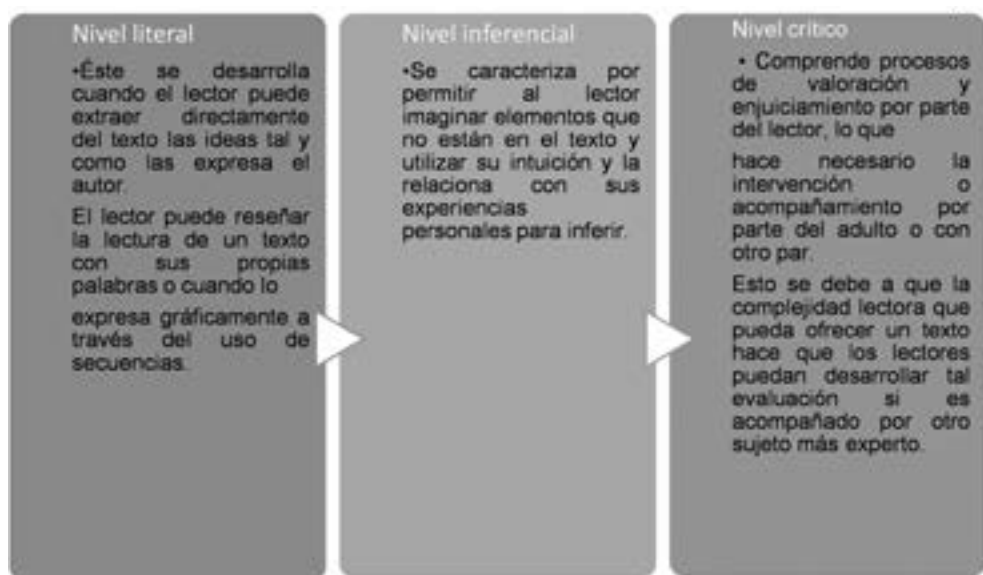 Nivel literal
•Éste se desarrolla
cuando el lector puede
extraer directamente
del texto las ideas tal y
como las expresa el
autor.
El lector puede reseñar
la lectura de un texto
con sus propias
palabras o cuando lo
expresa gráficamente a
través del uso de
secuencias.
Nivel inferencial
•Se caracteriza por
permitir al lector
imaginar elementos que
no están en el texto y
utilizar su intuición y la
relaciona con sus
experiencias
personales para inferir.
Nivel crítico
• Comprende procesos
de valoración y
enjuiciamiento por parte
del lector, lo que
hace necesario la
intervención o
acompañamiento por
parte del adulto o con
otro par.
Esto se debe a que la
complejidad lectora que
pueda ofrecer un texto
hace que los lectores
puedan desarrollar tal
evaluación si es
acompañado por otro
sujeto más experto.